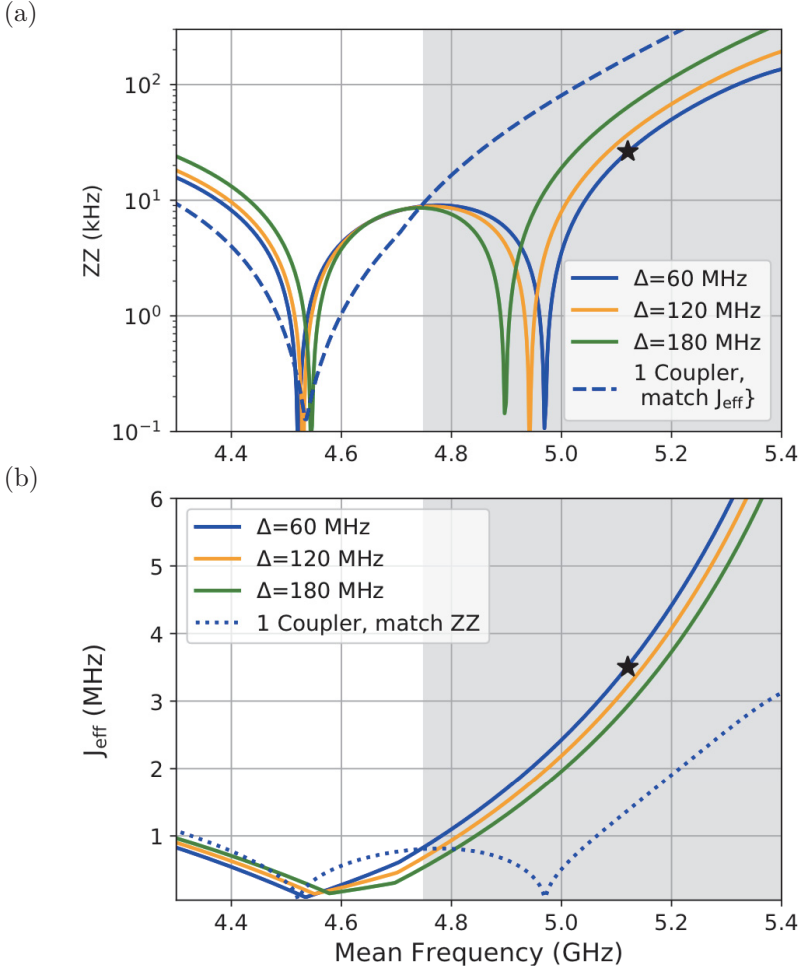 (a)
10²
10¹
10⁰
10⁻¹
ZZ (kHz)
Δ=60 MHz
Δ=120 MHz
Δ=180 MHz
1 Coupler,
match J_eff}
4.4 4.6 4.8 5.0 5.2 5.4
(b)
6
5
4
3
2
1
J_eff (MHz)
Δ=60 MHz
Δ=120 MHz
Δ=180 MHz
1 Coupler, match ZZ
4.4 4.6 4.8 5.0 5.2 5.4
Mean Frequency (GHz)